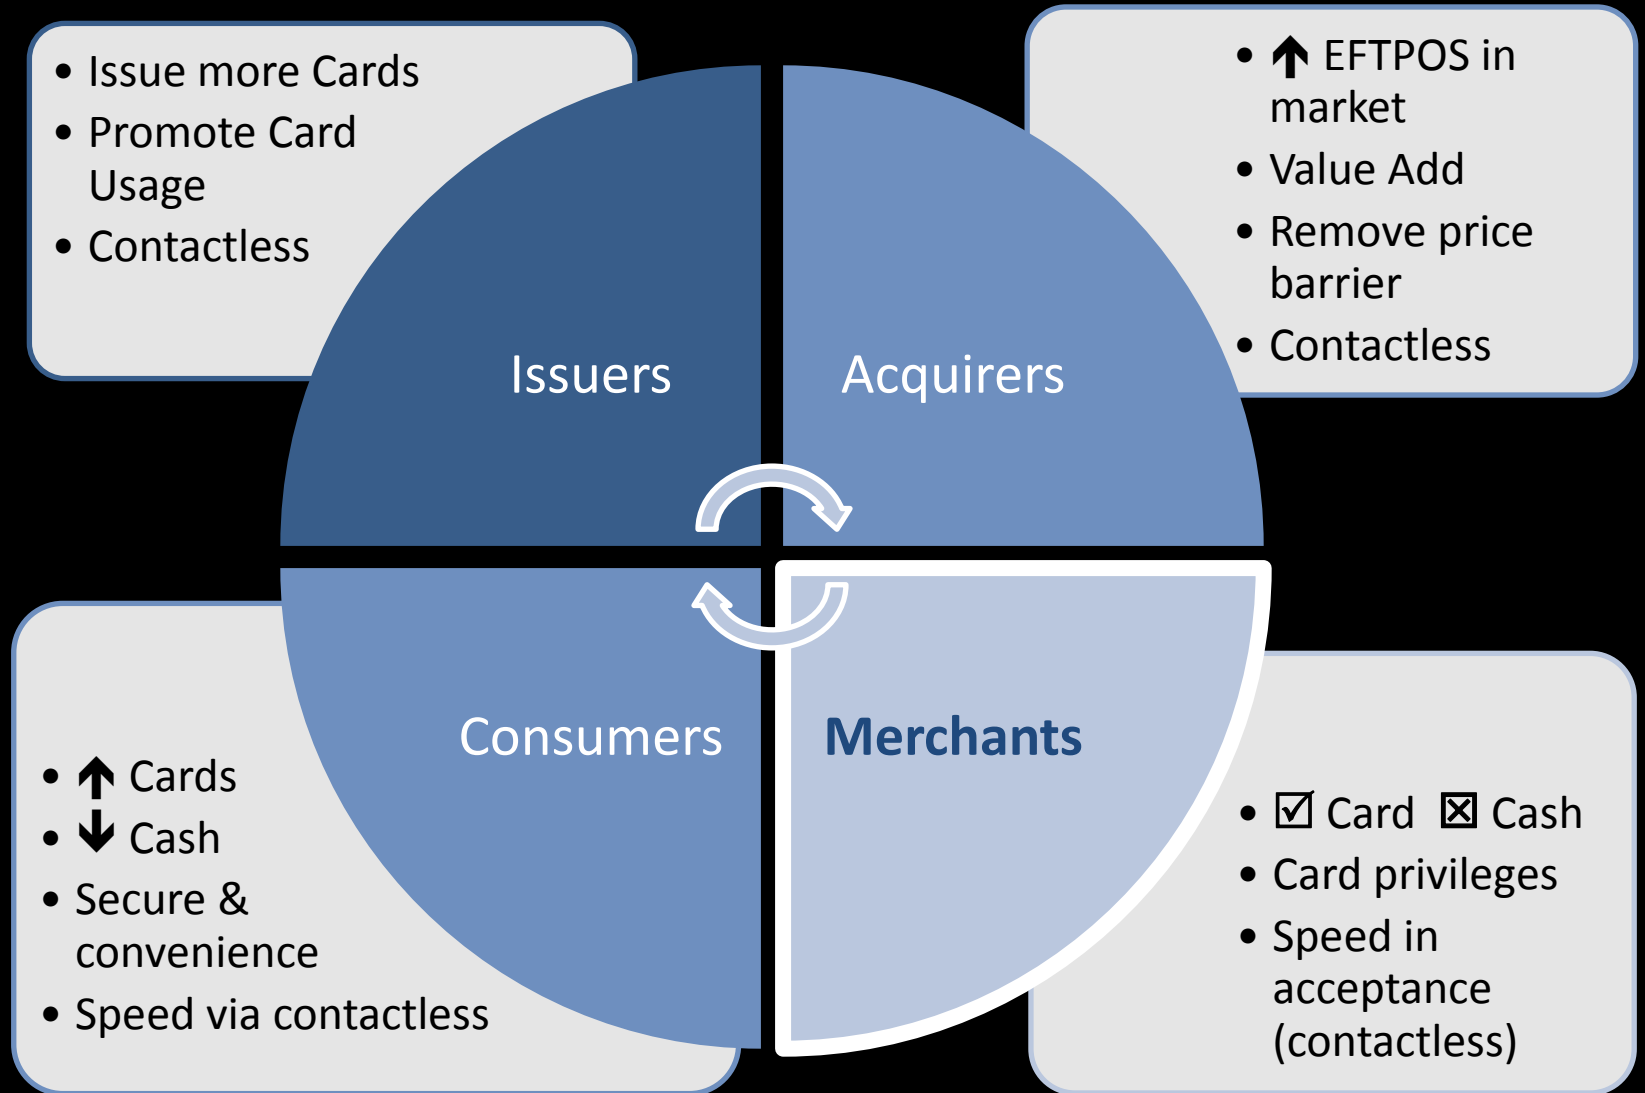 • Issue more Cards
• Promote Card
Usage
• Contactless
Issuers
• ↑ EFTPOS in
market
• Value Add
• Remove price
barrier
• Contactless
Acquirers
Consumers
• ↑ Cards
• ↓ Cash
• Secure &
convenience
• Speed via contactless
Merchants
• ☑ Card ☒ Cash
• Card privileges
• Speed in
acceptance
(contactless)